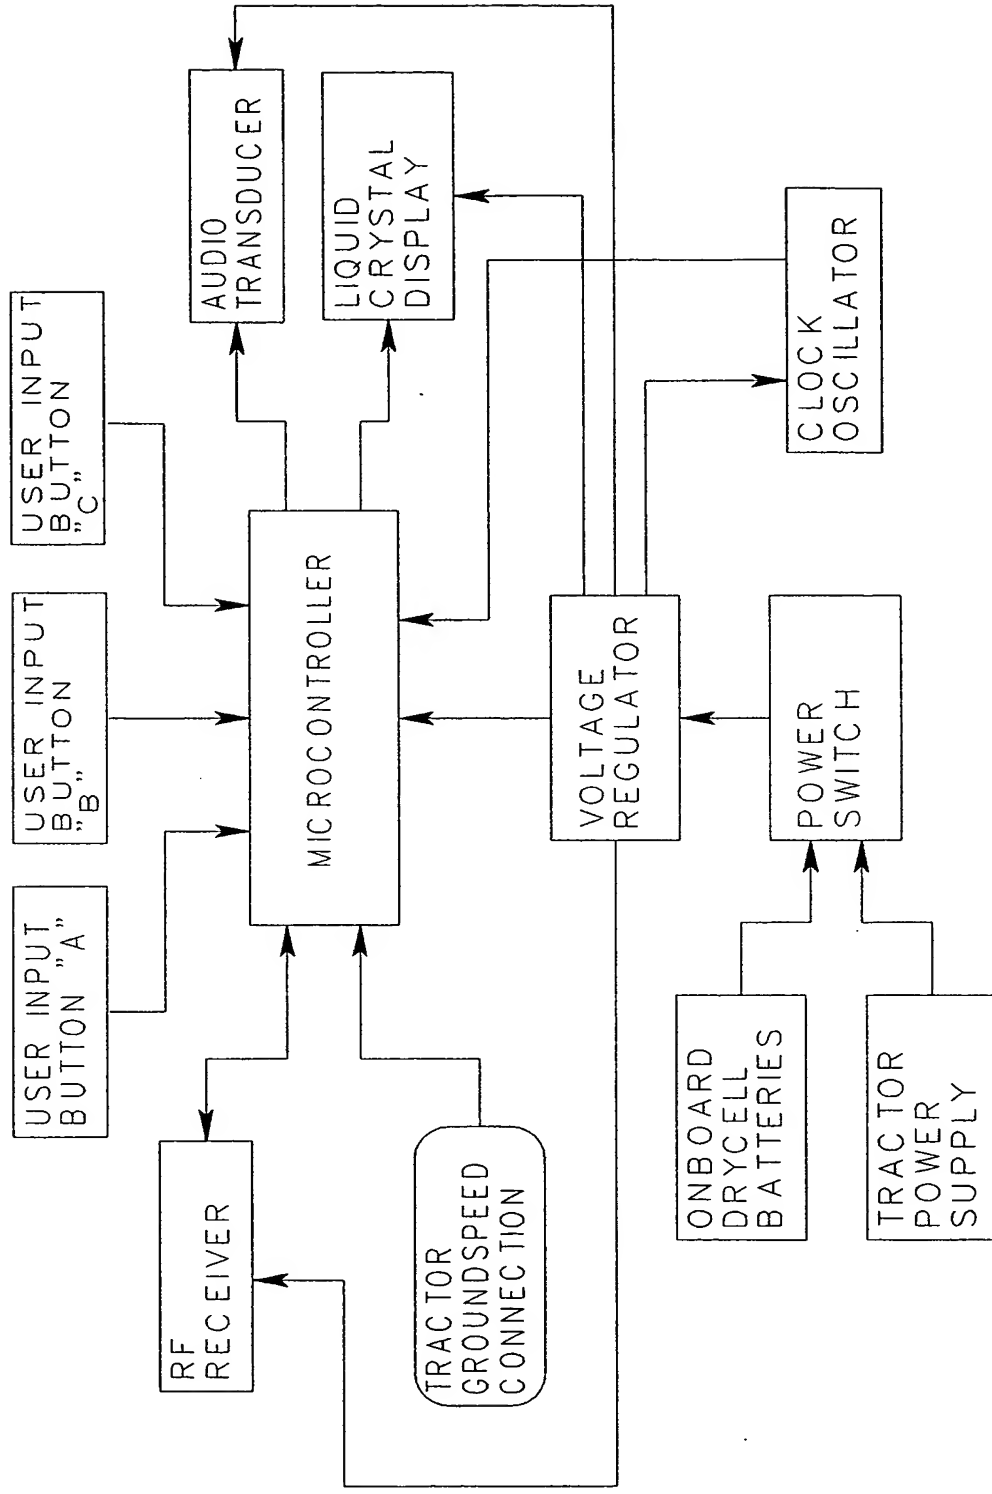 USER INPUT
BUTTON "A"
USER INPUT
BUTTON
"B"
USER INPUT
BUTTON
"C"
RF
RECEIVER
MICROCONTROLLER
AUDIO
TRANSDUCER
LIQUID
CRYSTAL
DISPLAY
TRACTOR
GROUNDSPEED
CONNECTION
VOLTAGE
REGULATOR
ONBOARD
DRYCELL
BATTERIES
POWER
SWITCH
CLOCK
OSCILLATOR
TRACTOR
POWER
SUPPLY